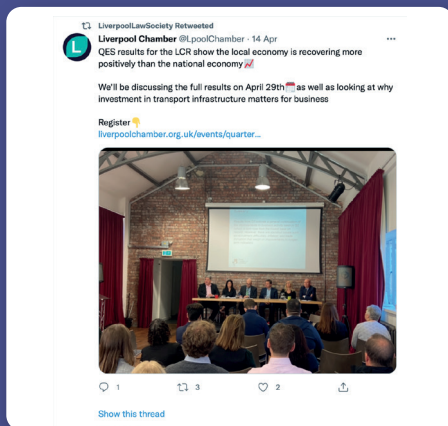 LiverpoolLawSociety Retweeted
Liverpool Chamber @LpoolChamber · 14 Apr
QES results for the LCR show the local economy is recovering more
positively than the national economy📈
We'll be discussing the full results on April 29th🗓️as well as looking at why
investment in transport infrastructure matters for business
Register👇
liverpoolchamber.org.uk/events/quarter...
1
3
2
Show this thread